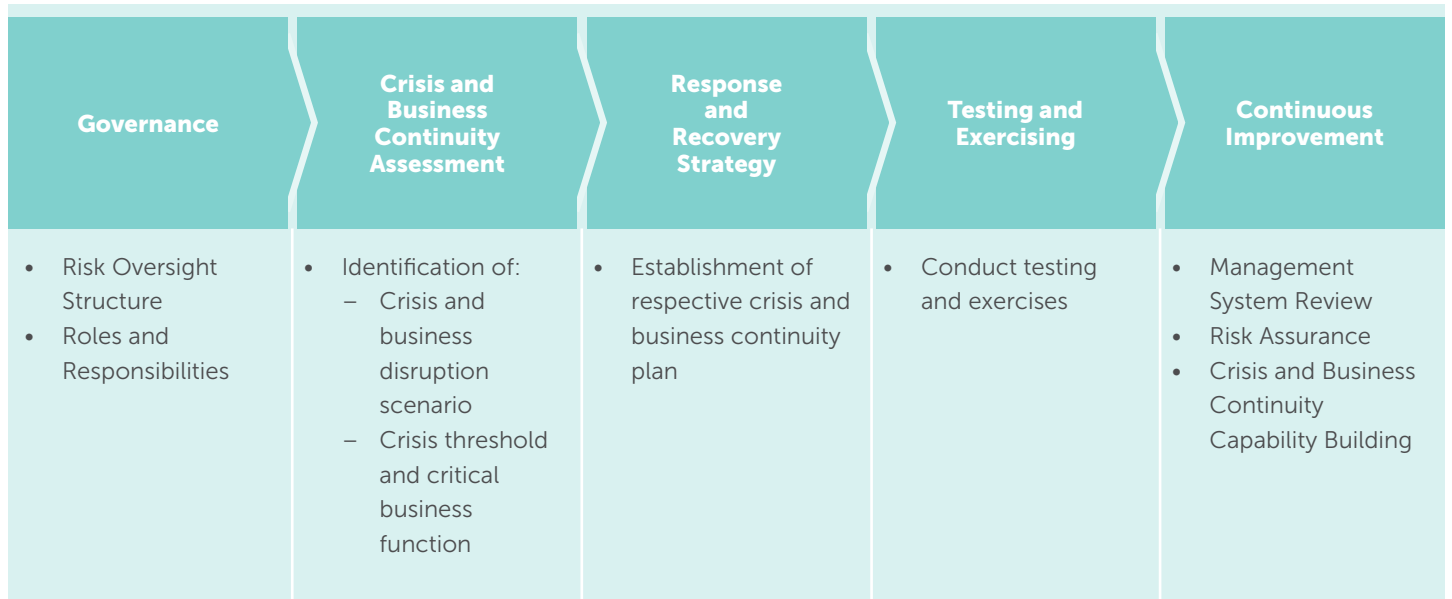 Governance
Crisis and
Business
Continuity
Assessment
Response
and
Recovery
Strategy
Testing and
Exercising
Continuous
Improvement
• Risk Oversight
Structure
• Roles and
Responsibilities
• Identification of:
– Crisis and
business
disruption
scenario
– Crisis threshold
and critical
business
function
• Establishment of
respective crisis and
business continuity
plan
• Conduct testing
and exercises
• Management
System Review
• Risk Assurance
• Crisis and Business
Continuity
Capability Building